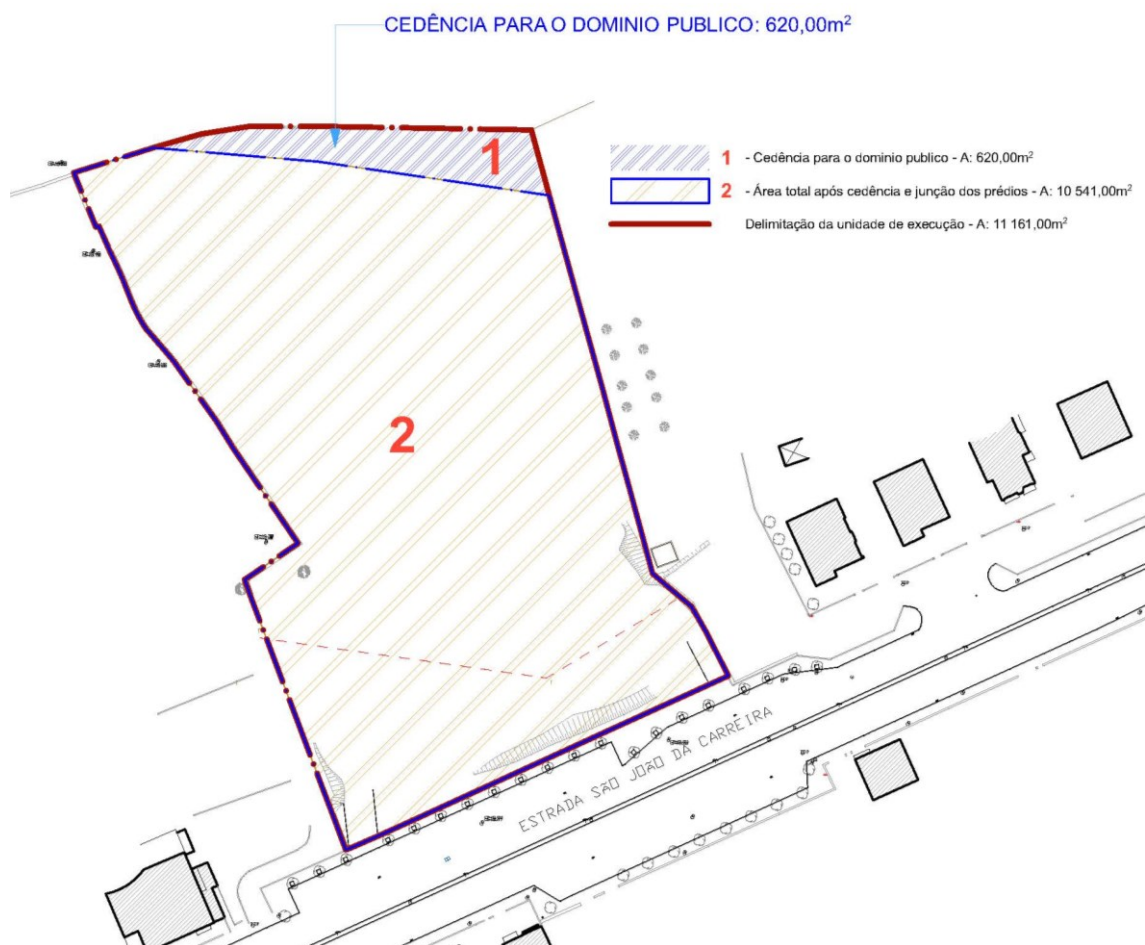 CEDÊNCIA PARA O DOMINIO PUBLICO: 620,00m²
1 - Cedência para o dominio publico - A: 620,00m²
2 - Área total após cedência e junção dos prédios - A: 10 541,00m²
Delimitação da unidade de execução - A: 11 161,00m²
1
2
ESTRADA SÃO JOÃO DA CARREIRA